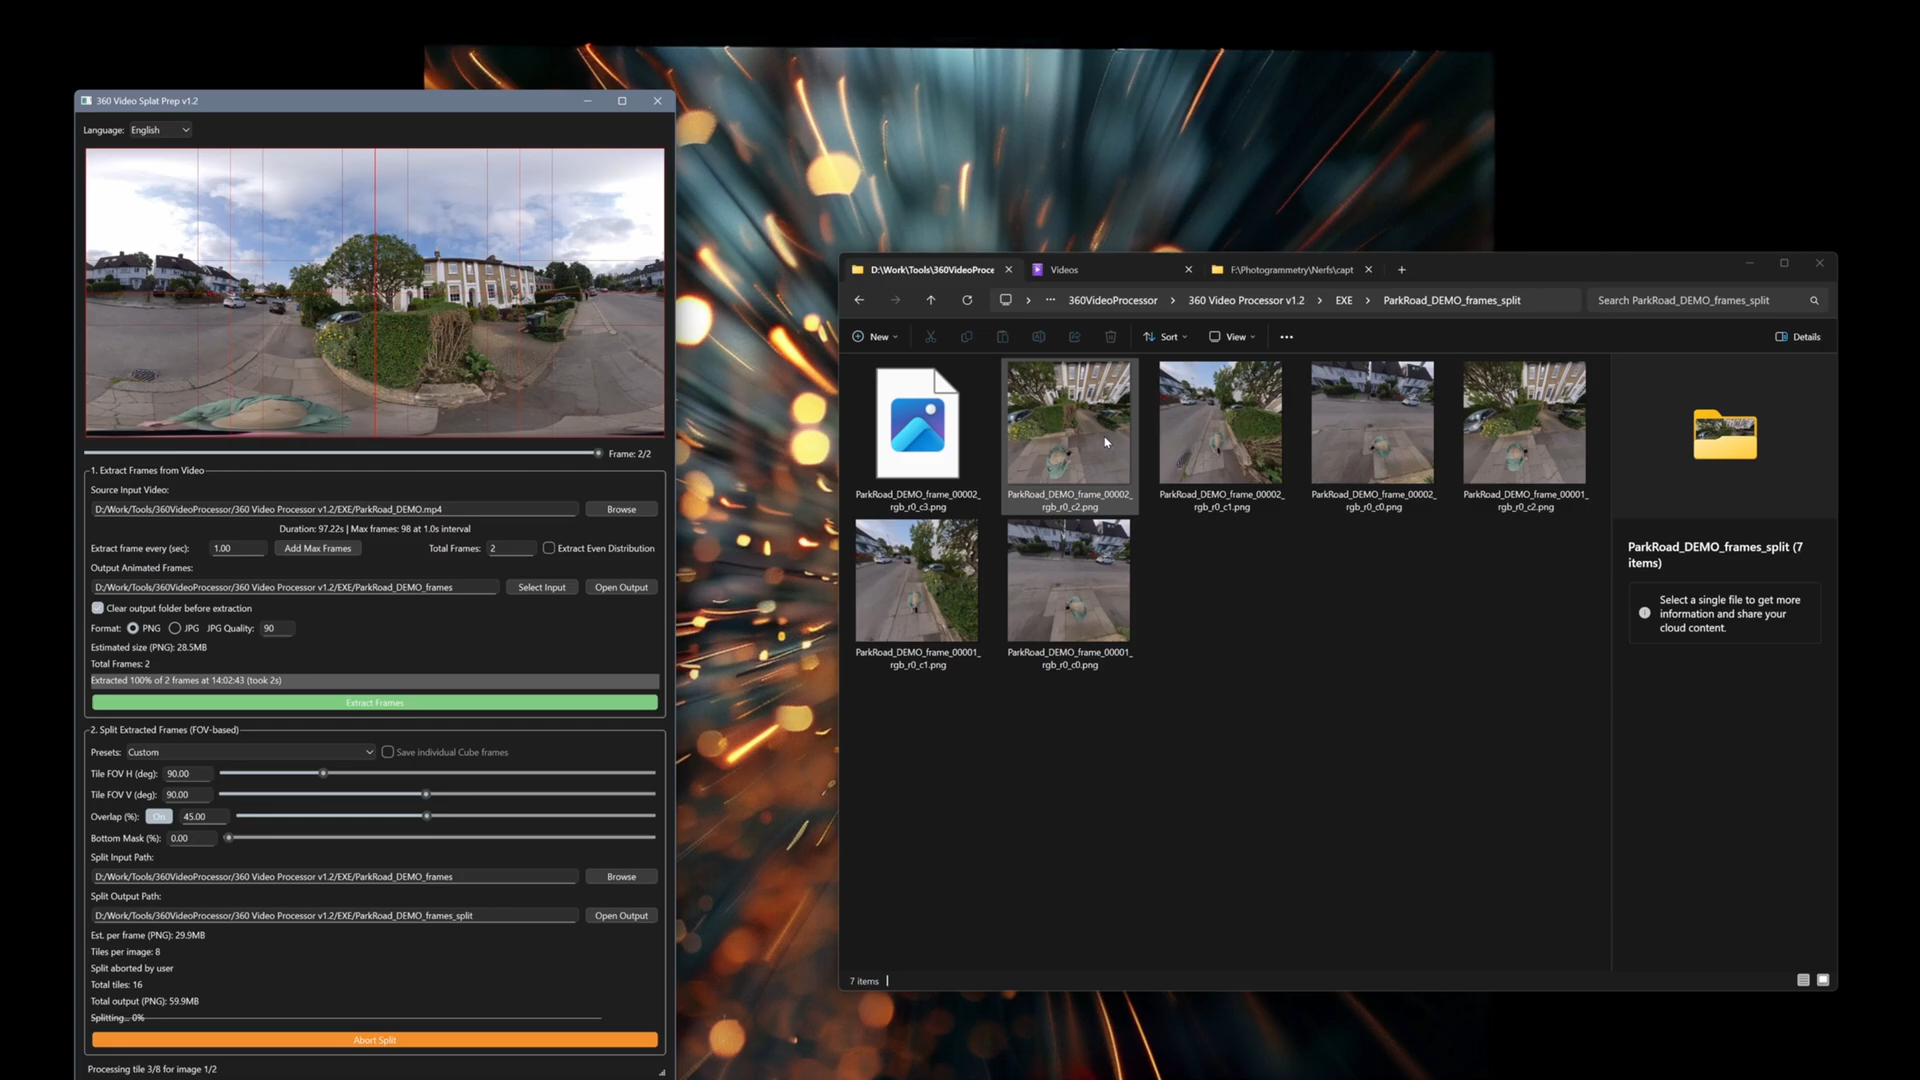 360 Video Splat Prep v1.2
Language: English
Frame: 2/2
1. Extract Frames from Video
Source Input Video:
D:/Work/Tools/360VideoProcessor/360 Video Processor v1.2/EXE/ParkRoad_DEMO.mp4
Browse
Duration: 97.22s | Max frames: 98 at 1.0s interval
Extract frame every (sec): 1.00 Add Max Frames Total Frames: 2 Extract Even Distribution
Output Animated Frames:
D:/Work/Tools/360VideoProcessor/360 Video Processor v1.2/EXE/ParkRoad_DEMO_frames Select Input Open Output
Clear output folder before extraction
Format: PNG JPG JPG Quality: 90
Estimated size (PNG): 28.5MB
Total Frames: 2
Extracted 100% of 2 frames at 14:02:43 (took 2s)
Extract Frames
2. Split Extracted Frames (FOV-based)
Presets: Custom Save individual Cube frames
Tile FOV H (deg): 90.00
Tile FOV V (deg): 90.00
Overlap (%): On 45.00
Bottom Mask (%): 0.00
Split Input Path:
D:/Work/Tools/360VideoProcessor/360 Video Processor v1.2/EXE/ParkRoad_DEMO_frames Browse
Split Output Path:
D:/Work/Tools/360VideoProcessor/360 Video Processor v1.2/EXE/ParkRoad_DEMO_frames_split Open Output
Est. per frame (PNG): 29.9MB
Tiles per image: 8
Split aborted by user
Total tiles: 16
Total output (PNG): 59.9MB
Splitting... 0%
Abort Split
Processing tile 3/8 for image 1/2
D:\Work\Tools\360VideoProce Videos F:\Photogrammetry\Nerfs\capt
360VideoProcessor > 360 Video Processor v1.2 > EXE > ParkRoad_DEMO_frames_split Search ParkRoad_DEMO_frames_split
New Sort View Details
ParkRoad_DEMO_frame_00002_
rgb_r0_c3.png
ParkRoad_DEMO_frame_00002_
rgb_r0_c2.png
ParkRoad_DEMO_frame_00002_
rgb_r0_c1.png
ParkRoad_DEMO_frame_00002_
rgb_r0_c0.png
ParkRoad_DEMO_frame_00001_
rgb_r0_c2.png
ParkRoad_DEMO_frame_00001_
rgb_r0_c1.png
ParkRoad_DEMO_frame_00001_
rgb_r0_c0.png
ParkRoad_DEMO_frames_split (7
items)
Select a single file to get more
information and share your
cloud content.
7 items